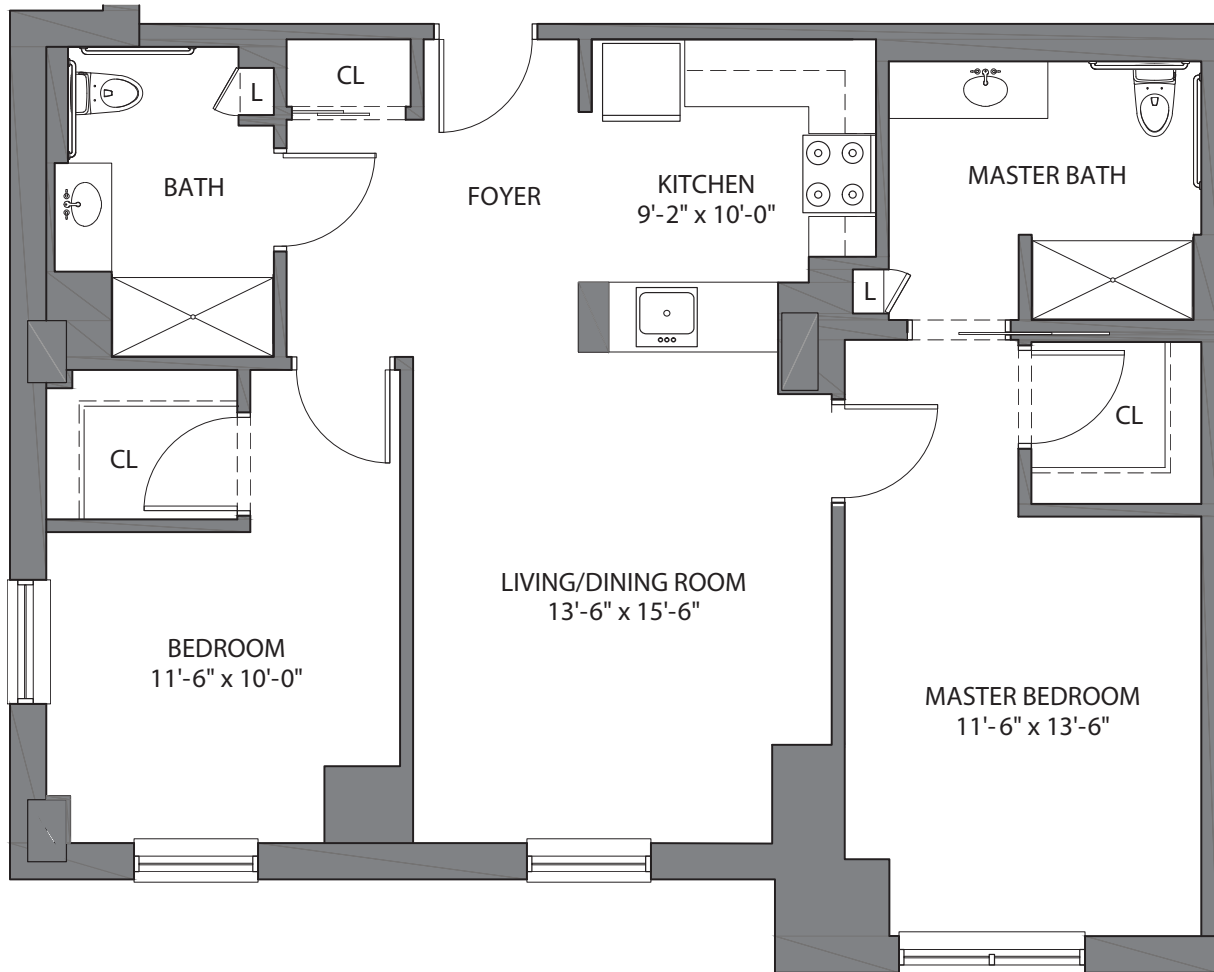 CL
L
BATH
FOYER
KITCHEN
9'-2" x 10'-0"
MASTER BATH
L
CL
CL
LIVING/DINING ROOM
13'-6" x 15'-6"
BEDROOM
11'-6" x 10'-0"
MASTER BEDROOM
11'-6" x 13'-6"